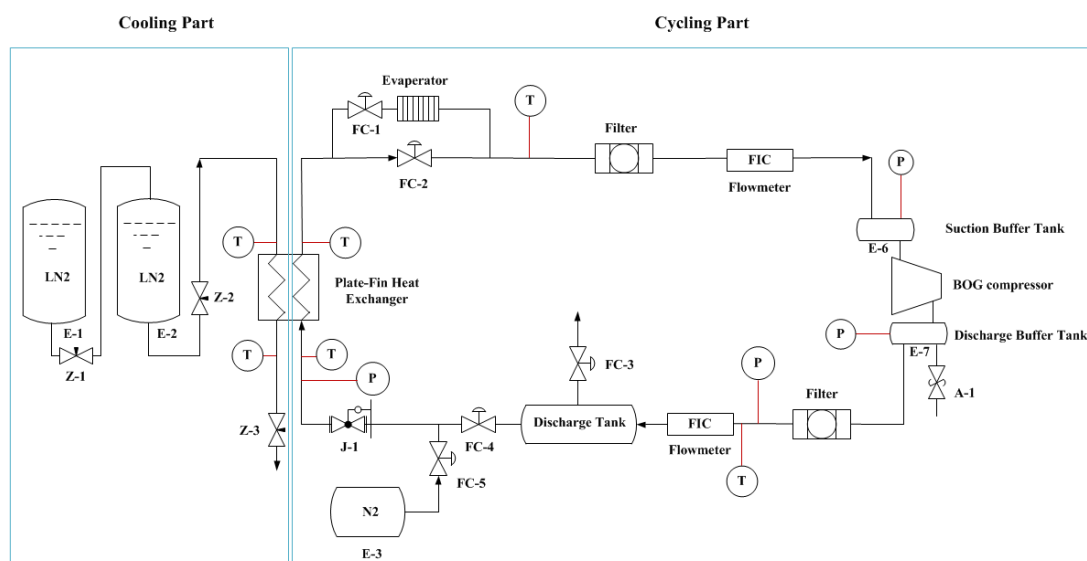 Cooling Part
Cycling Part
Evaperator
FC-1
T
Filter
FC-2
FIC
Flowmeter
P
LN2
LN2
E-1
E-2
Z-1
Z-2
T
T
Plate-Fin Heat
Exchanger
E-6
Suction Buffer Tank
BOG compressor
P
Discharge Buffer Tank
E-7
A-1
T
T
P
FC-3
P
Filter
Z-3
J-1
FC-4
Discharge Tank
FIC
Flowmeter
T
FC-5
N2
E-3